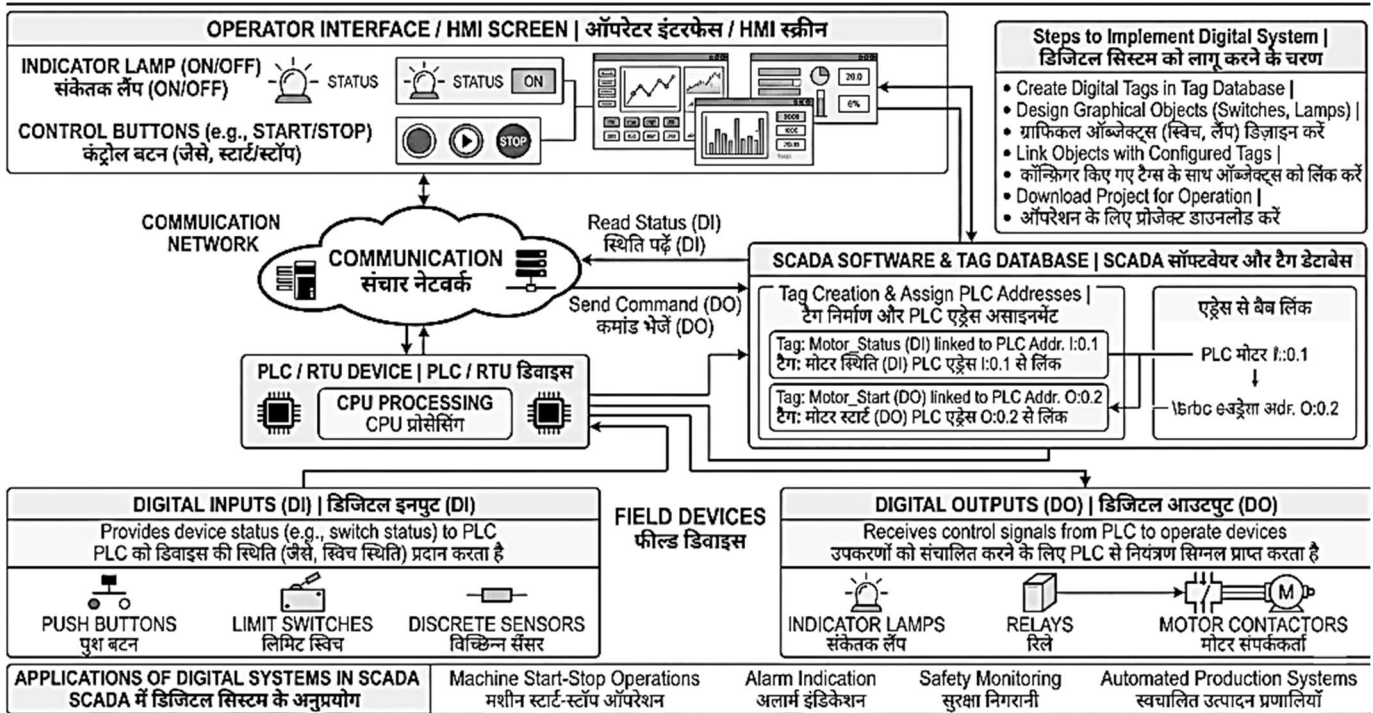 OPERATOR INTERFACE / HMI SCREEN | ऑपरेटर इंटरफेस / HMI स्क्रीन
INDICATOR LAMP (ON/OFF)
संकेतक लैंप (ON/OFF)
STATUS
STATUS ON
CONTROL BUTTONS (e.g., START/STOP)
कंट्रोल बटन (जैसे, स्टार्ट/स्टॉप)
STOP
Steps to Implement Digital System |
डिजिटल सिस्टम को लागू करने के चरण
• Create Digital Tags in Tag Database |
• Design Graphical Objects (Switches, Lamps) |
• ग्राफिकल ऑब्जेक्ट्स (स्विच, लैंप) डिज़ाइन करें
• Link Objects with Configured Tags |
• कॉन्फ़िगर किए गए टैग्स के साथ ऑब्जेक्ट्स को लिंक करें
• Download Project for Operation |
• ऑपरेशन के लिए प्रोजेक्ट डाउनलोड करें
COMMUICATION
NETWORK
COMMUNICATION
संचार नेटवर्क
Read Status (DI)
स्थिति पढ़ें (DI)
Send Command (DO)
कमांड भेजें (DO)
SCADA SOFTWARE & TAG DATABASE | SCADA सॉफ्टवेयर और टैग डेटाबेस
Tag Creation & Assign PLC Addresses |
टैग निर्माण और PLC एड्रेस असाइनमेंट
Tag: Motor_Status (DI) linked to PLC Addr. I:0.1
टैग: मोटर स्थिति (DI) PLC एड्रेस I:0.1 से लिंक
Tag: Motor_Start (DO) linked to PLC Addr. O:0.2
टैग: मोटर स्टार्ट (DO) PLC एड्रेस O:0.2 से लिंक
एड्रेस से बैब लिंक
PLC मोटर
O:0.2
PLC / RTU DEVICE | PLC / RTU डिवाइस
CPU PROCESSING
CPU प्रोसेसिंग
DIGITAL INPUTS (DI) | डिजिटल इनपुट (DI)
Provides device status (e.g., switch status) to PLC
PLC को डिवाइस की स्थिति (जैसे, स्विच स्थिति) प्रदान करता है
PUSH BUTTONS
पुश बटन
LIMIT SWITCHES
लिमिट स्विच
DISCRETE SENSORS
विच्छिन्न सेंसर
FIELD DEVICES
फील्ड डिवाइस
DIGITAL OUTPUTS (DO) | डिजिटल आउटपुट (DO)
Receives control signals from PLC to operate devices
उपकरणों को संचालित करने के लिए PLC से नियंत्रण सिग्नल प्राप्त करता है
M
INDICATOR LAMPS
संकेतक लैंप
RELAYS
रिले
MOTOR CONTACTORS
मोटर संपर्ककर्ता
APPLICATIONS OF DIGITAL SYSTEMS IN SCADA
SCADA में डिजिटल सिस्टम के अनुप्रयोग
Machine Start-Stop Operations
मशीन स्टार्ट-स्टॉप ऑपरेशन
Alarm Indication
अलार्म इंडिकेशन
Safety Monitoring
सुरक्षा निगरानी
Automated Production Systems
स्वचालित उत्पादन प्रणालियाँ